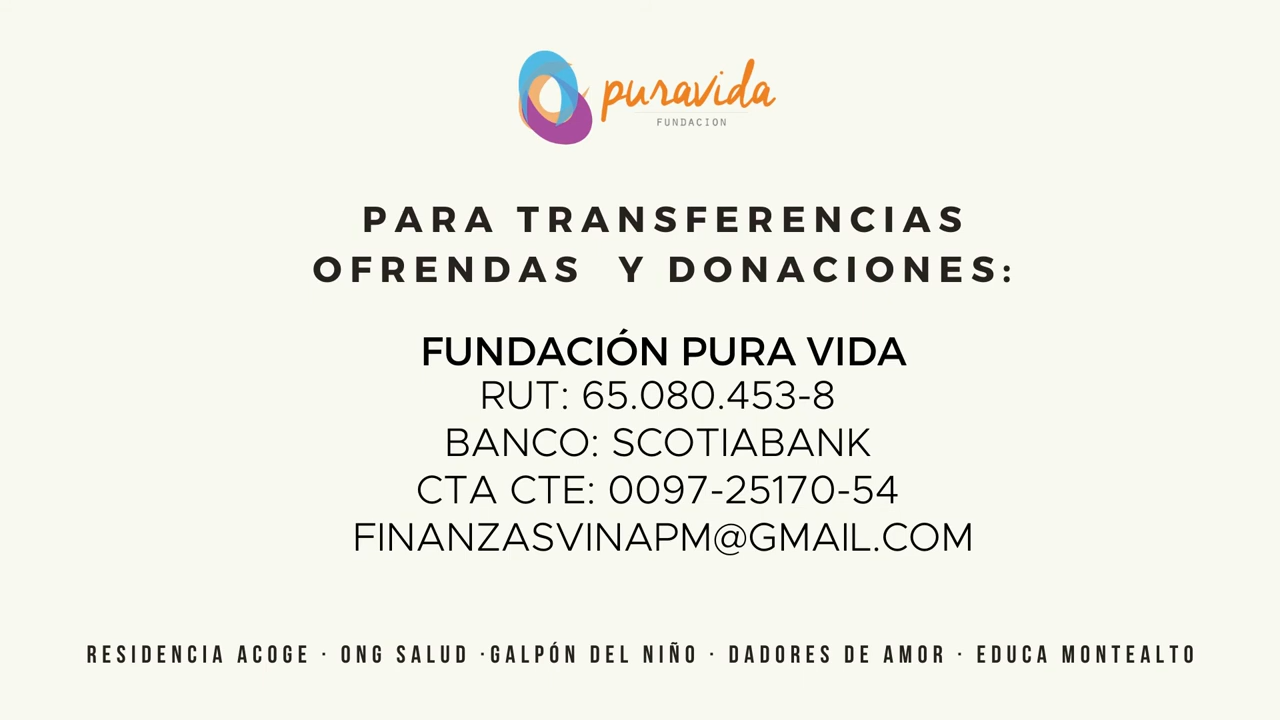 puravida
FUNDACION
PARA TRANSFERENCIAS
OFRENDAS Y DONACIONES:
FUNDACIÓN PURA VIDA
RUT: 65.080.453-8
BANCO: SCOTIABANK
CTA CTE: 0097-25170-54
FINANZASVINAPM@GMAIL.COM
RESIDENCIA ACOGE · ONG SALUD ·GALPÓN DEL NIÑO · DADORES DE AMOR · EDUCA MONTEALTO